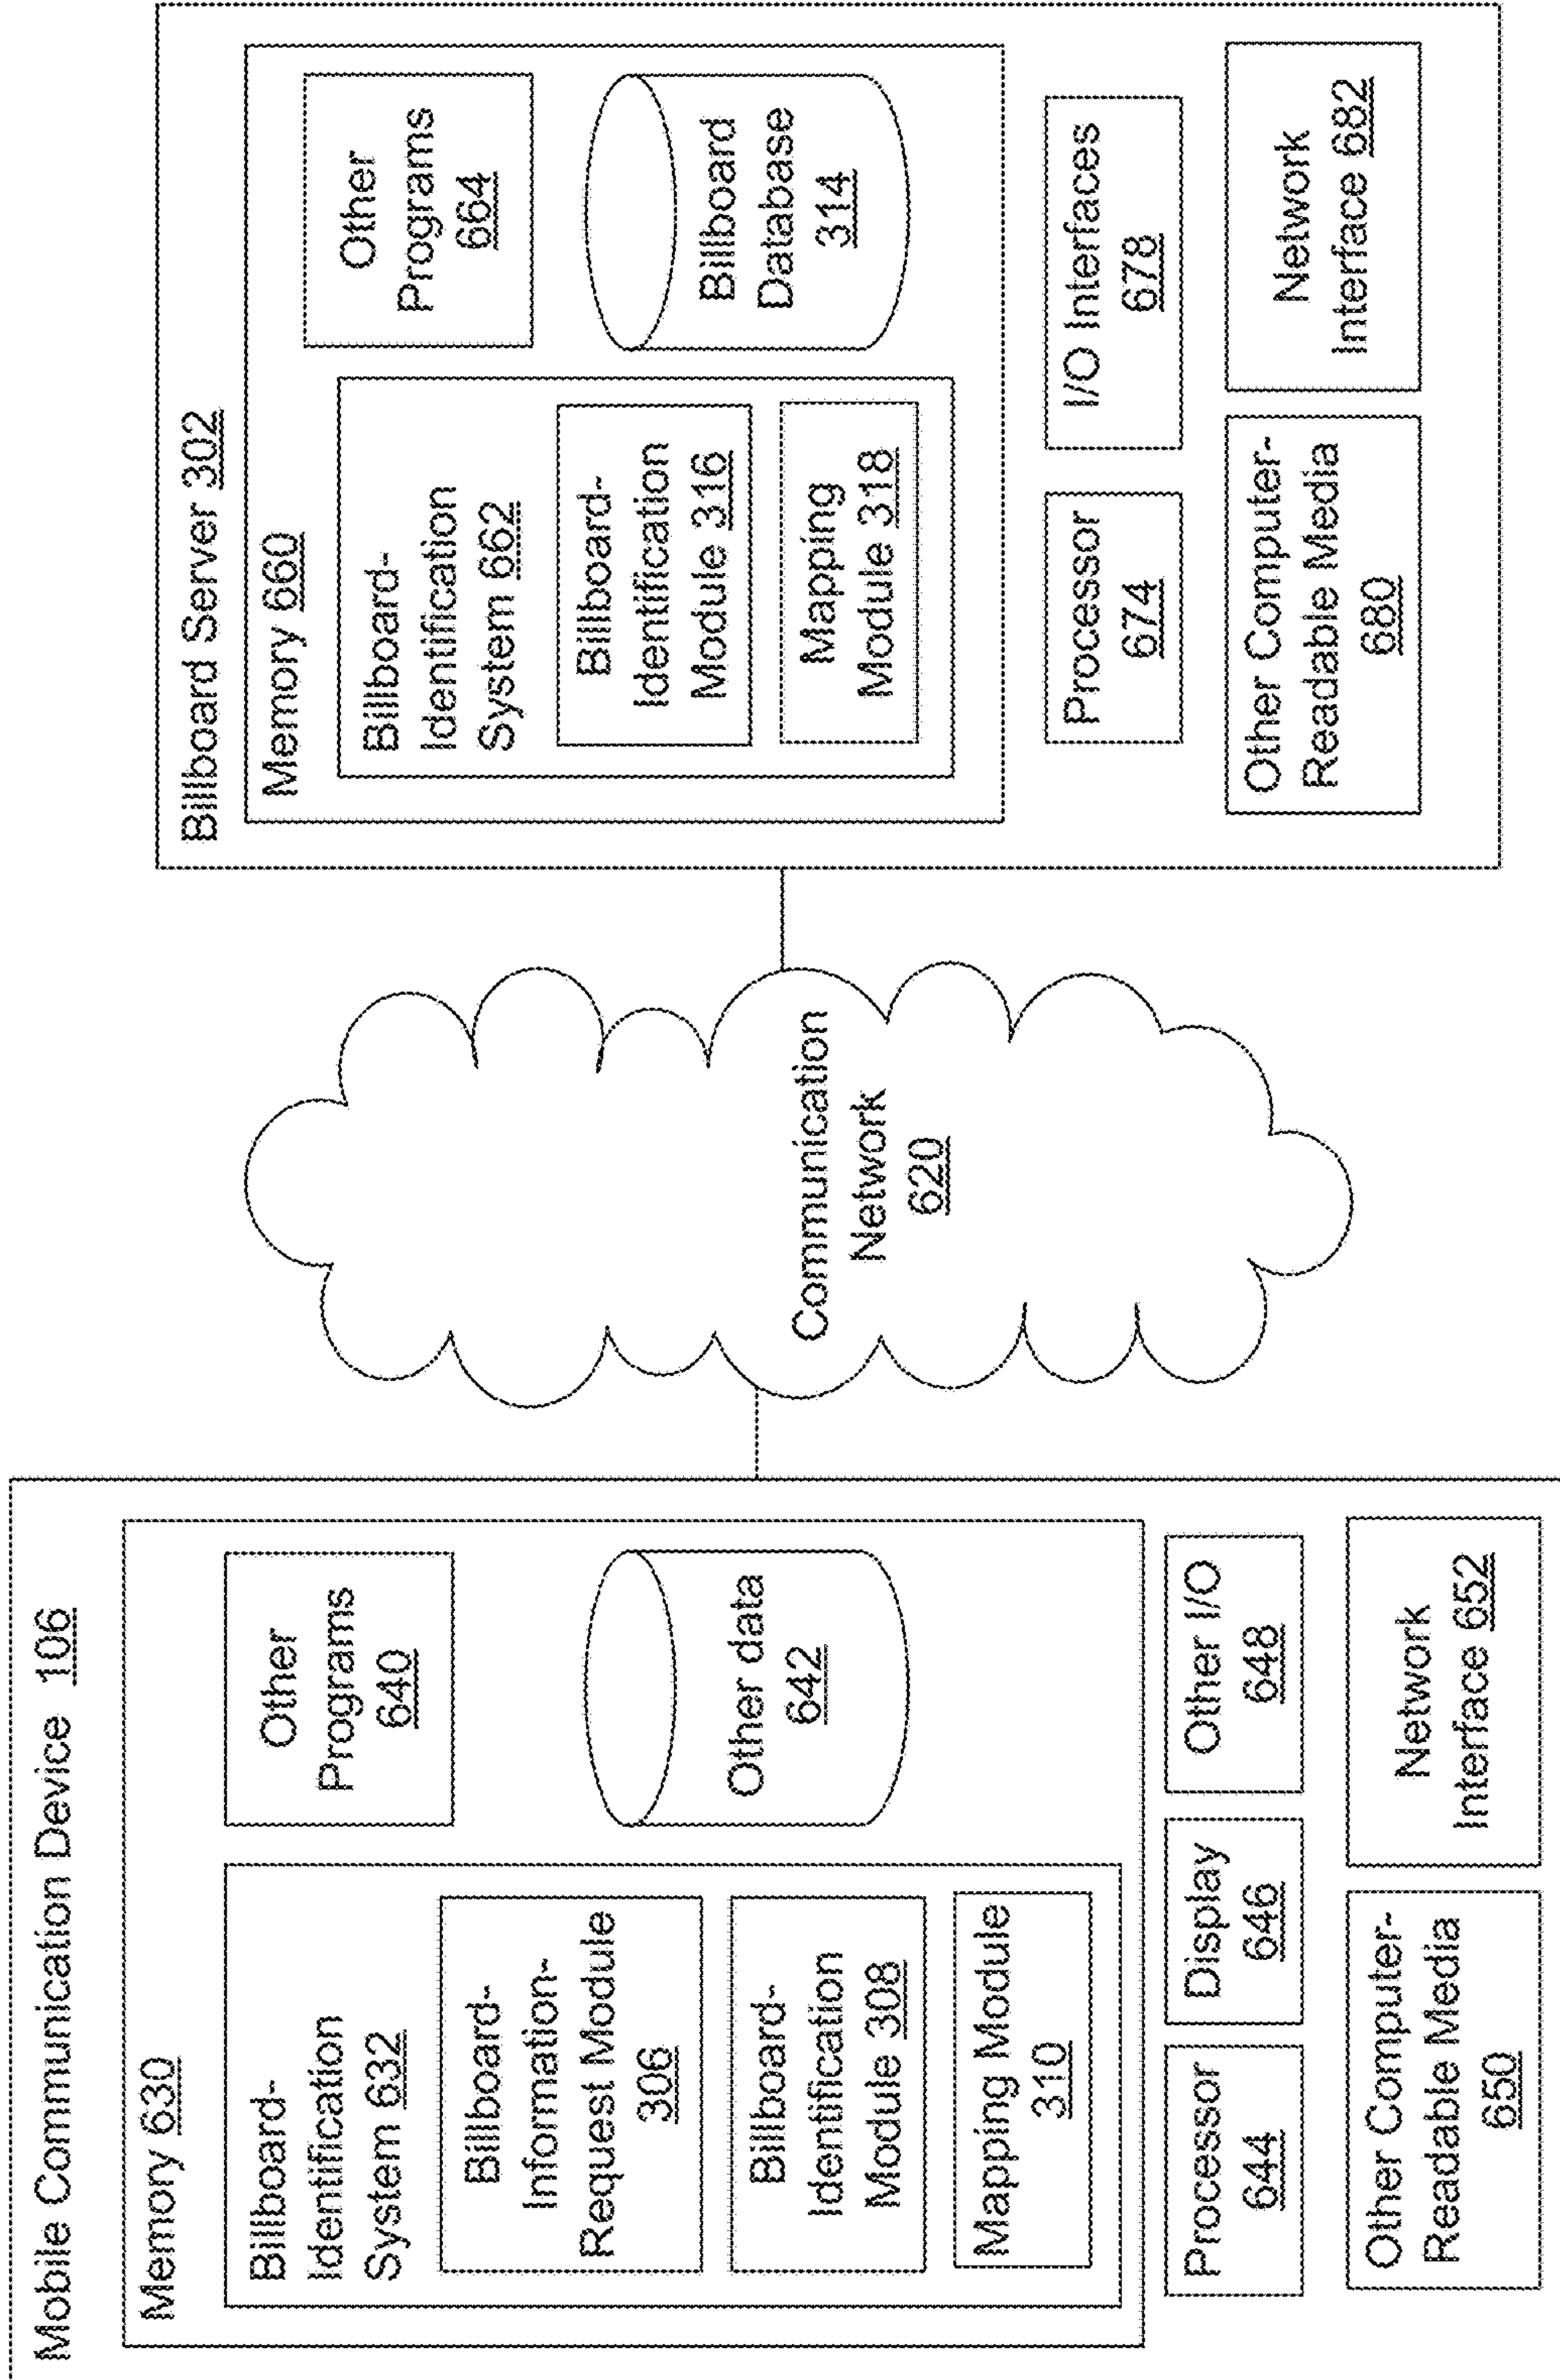 Mobile Communication Device 106
Memory 630
Billboard-
Identification
System 632
Billboard-
Information-
Request Module
306
Billboard-
Identification
Module 308
Mapping Module
310
Other
Programs
640
Other data
642
Processor
644
Display
646
Other I/O
648
Other Computer-
Readable Media
650
Network
Interface 652
Communication
Network
620
Billboard Server 302
Memory 660
Billboard-
Identification
System 662
Billboard-
Identification
Module 316
Mapping
Module 318
Other
Programs
664
Billboard
Database
314
Processor
674
I/O Interfaces
678
Other Computer-
Readable Media
680
Network
Interface 682